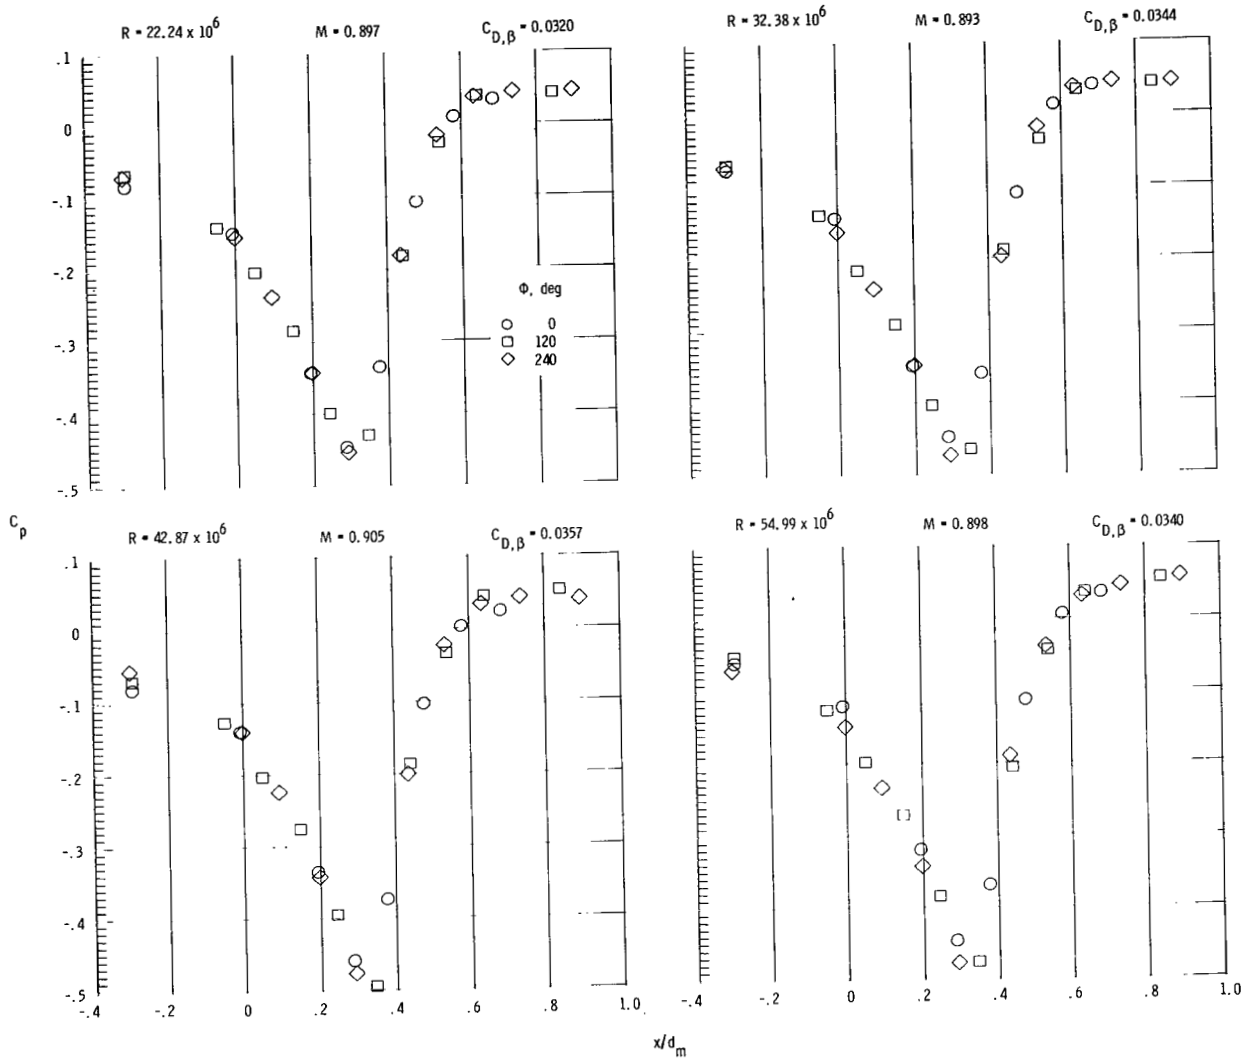 R = 22.24 x 10^6 M = 0.897 C_D,β = 0.0320
R = 32.38 x 10^6 M = 0.893 C_D,β = 0.0344
.1
0
-.1
-.2
-.3
-.4
-.5
Φ, deg
0
120
240
C_p
R = 42.87 x 10^6 M = 0.905 C_D,β = 0.0357
R = 54.99 x 10^6 M = 0.898 C_D,β = 0.0340
.1
0
-.1
-.2
-.3
-.4
-.5
-.4 -.2 0 .2 .4 .6 .8 1.0
-.4 -.2 0 .2 .4 .6 .8 1.0
x/d_m